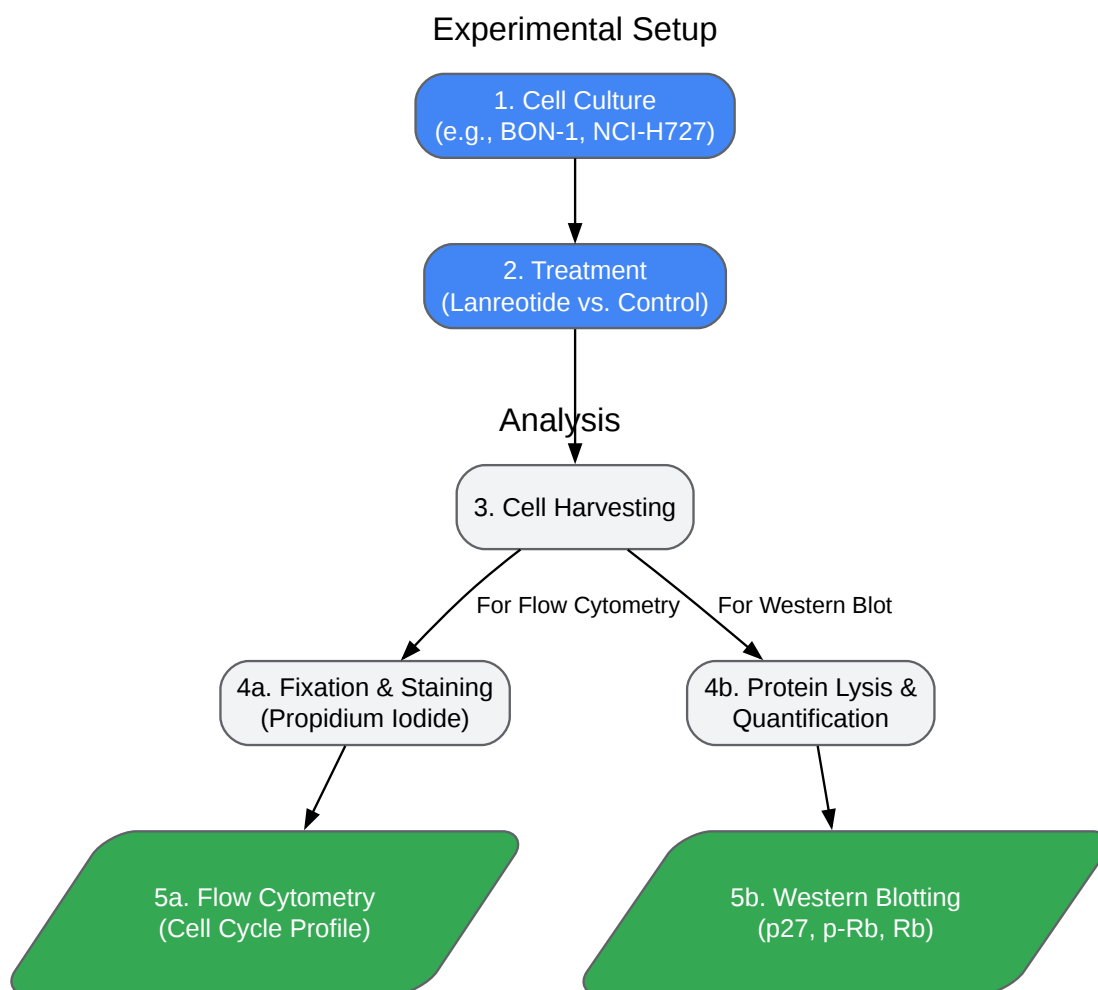 Experimental Setup
1. Cell Culture
(e.g., BON-1, NCI-H727)
2. Treatment
(Lanreotide vs. Control)
Analysis
3. Cell Harvesting
For Flow Cytometry
For Western Blot
4a. Fixation & Staining
(Propidium Iodide)
4b. Protein Lysis &
Quantification
5a. Flow Cytometry
(Cell Cycle Profile)
5b. Western Blotting
(p27, p-Rb, Rb)